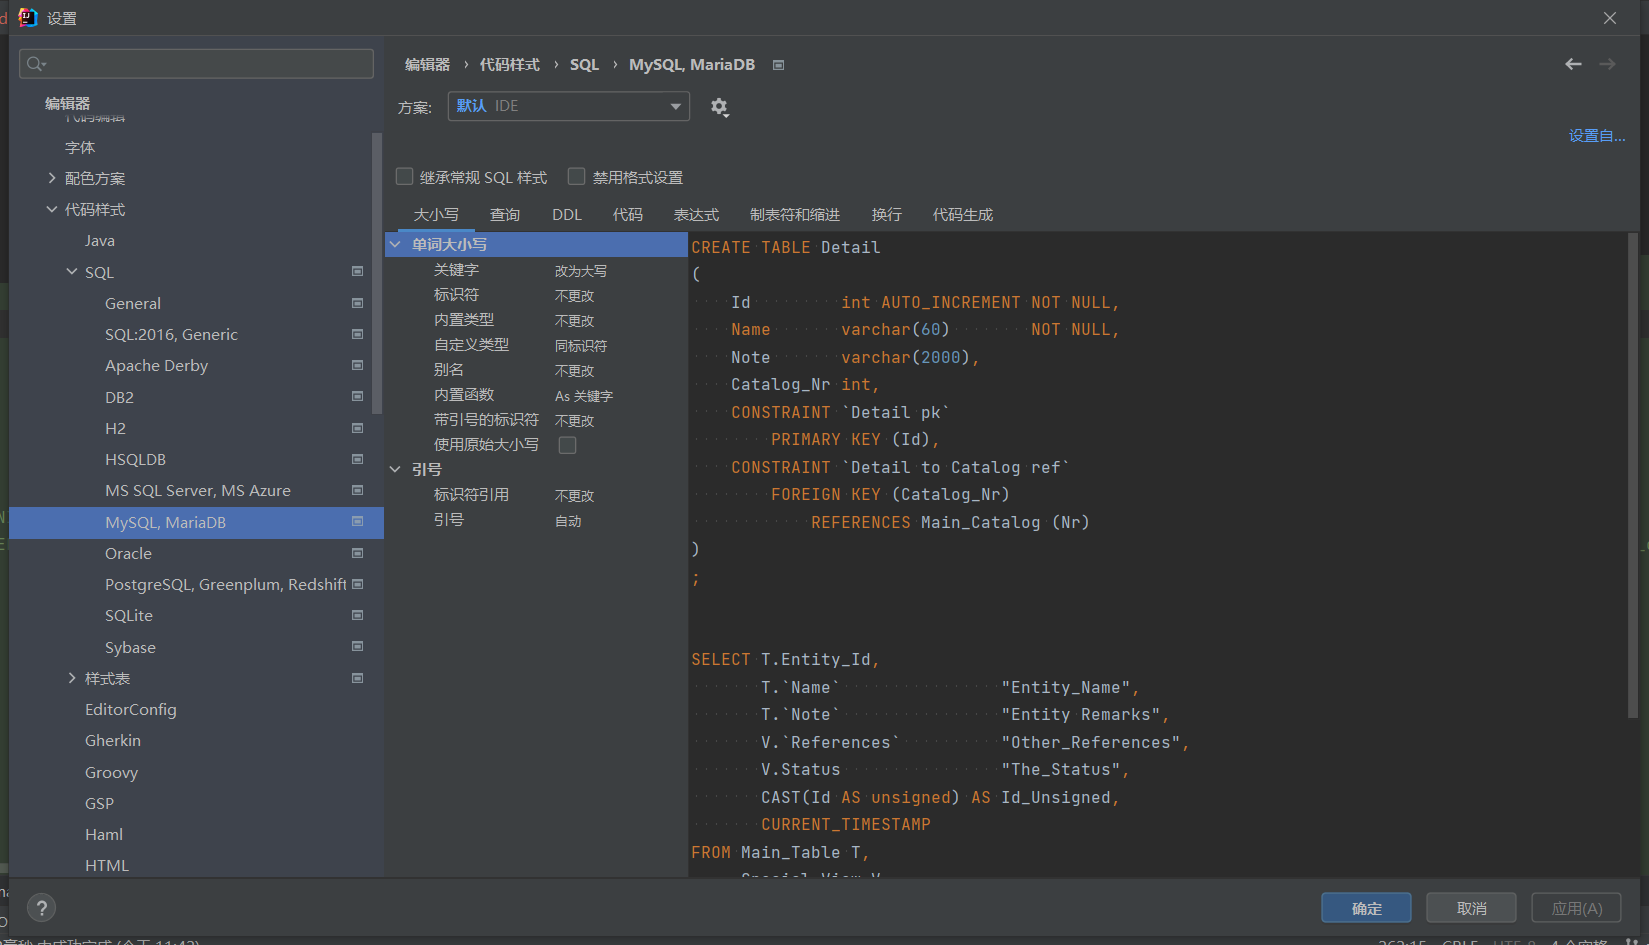 设置
编辑器 › 代码样式 › SQL › MySQL, MariaDB
方案: 默认 IDE
设置自...
继承常规 SQL 样式 禁用格式设置
大小写 查询 DDL 代码 表达式 制表符和缩进 换行 代码生成
编辑器
代码编辑
字体
配色方案
代码样式
Java
SQL
General
SQL:2016, Generic
Apache Derby
DB2
H2
HSQLDB
MS SQL Server, MS Azure
MySQL, MariaDB
Oracle
PostgreSQL, Greenplum, Redshift
SQLite
Sybase
样式表
EditorConfig
Gherkin
Groovy
GSP
Haml
HTML
单词大小写
关键字 改为大写
标识符 不更改
内置类型 不更改
自定义类型 同标识符
别名 不更改
内置函数 As 关键字
带引号的标识符 不更改
使用原始大小写
引号
标识符引用 不更改
引号 自动
CREATE TABLE Detail
(
Id int AUTO_INCREMENT NOT NULL,
Name varchar(60) NOT NULL,
Note varchar(2000),
Catalog_Nr int,
CONSTRAINT `Detail pk`
PRIMARY KEY (Id),
CONSTRAINT `Detail to Catalog ref`
FOREIGN KEY (Catalog_Nr)
REFERENCES Main_Catalog (Nr)
)
;
SELECT T.Entity_Id,
T.`Name` "Entity_Name",
T.`Note` "Entity Remarks",
V.`References` "Other_References",
V.Status "The_Status",
CAST(Id AS unsigned) AS Id_Unsigned,
CURRENT_TIMESTAMP
FROM Main_Table T,
?
确定 取消 应用(A)